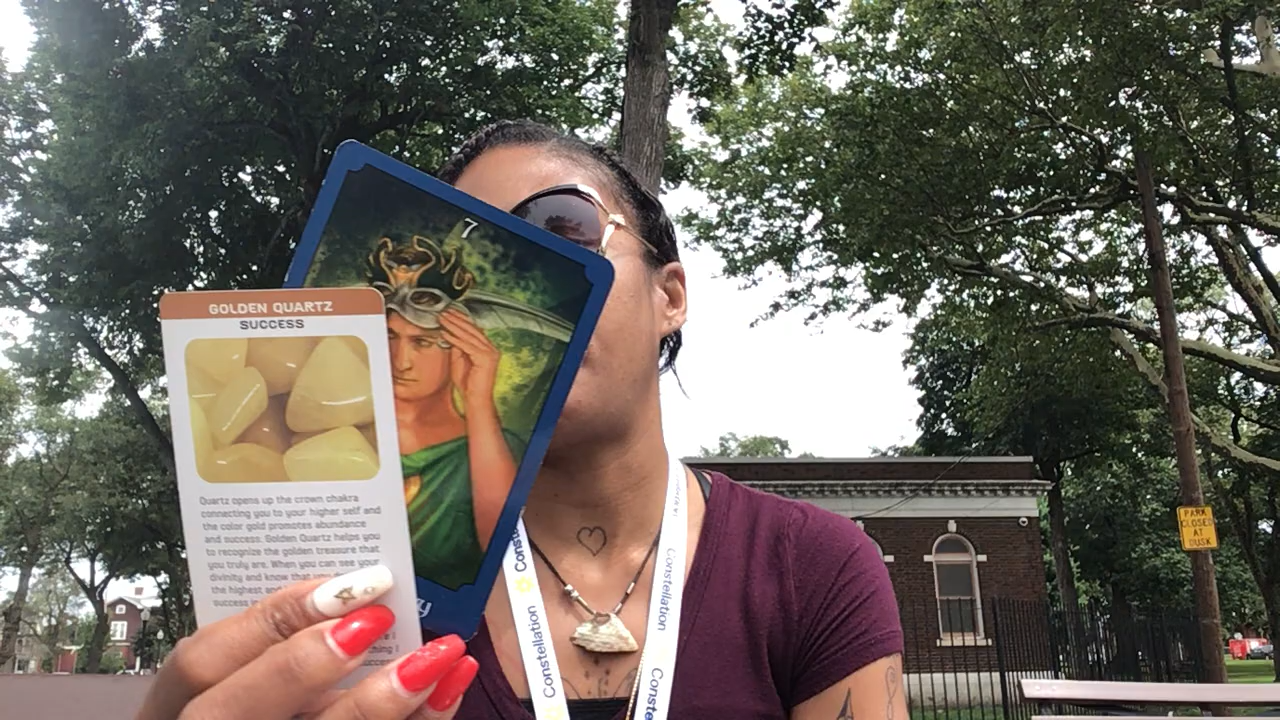 7
GOLDEN QUARTZ
SUCCESS
Quartz opens up the crown chakra
connecting you to your higher self and
the color gold promotes abundance
and success. Golden Quartz helps you
to recognize the golden treasure that
you truly are. When you can see your
divinity and know that
the highest and
success in
Constellation
Constellation
Constellation
Const
PARK
CLOSED
AT
DUSK